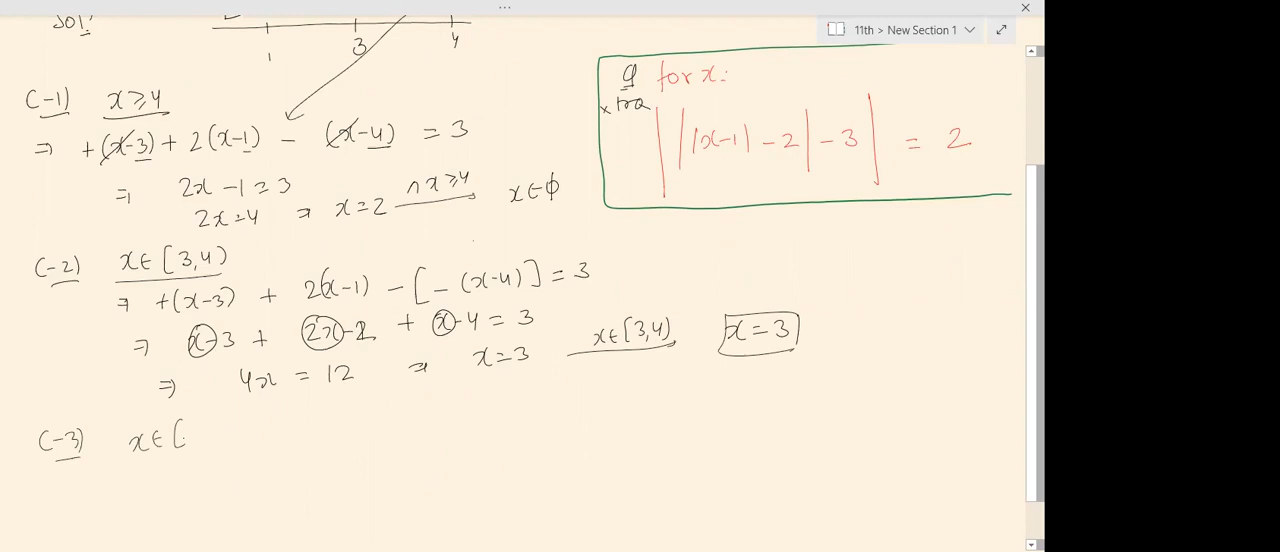 Sol!
1 3 4
11th > New Section 1
Q for x:
xtra
| | |x-1| - 2 | - 3 | = 2
C-1) x ≥ 4
⇒ +(x-3) + 2(x-1) - (x-4) = 3
⇒ 2x - 1 = 3
2x = 4 ⇒ x = 2 ∩ x ≥ 4 x ∈ φ
C-2) x ∈ [3,4)
⇒ +(x-3) + 2(x-1) - [-(x-4)] = 3
⇒ x-3 + 2x-2 + x-4 = 3
⇒ 4x = 12 ⇒ x = 3 x ∈ [3,4) x = 3
C-3) x ∈ [